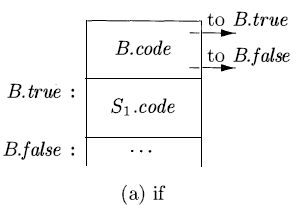 to B.true
B.code
to B.false
B.true :
S₁.code
B.false :
...
(a) if